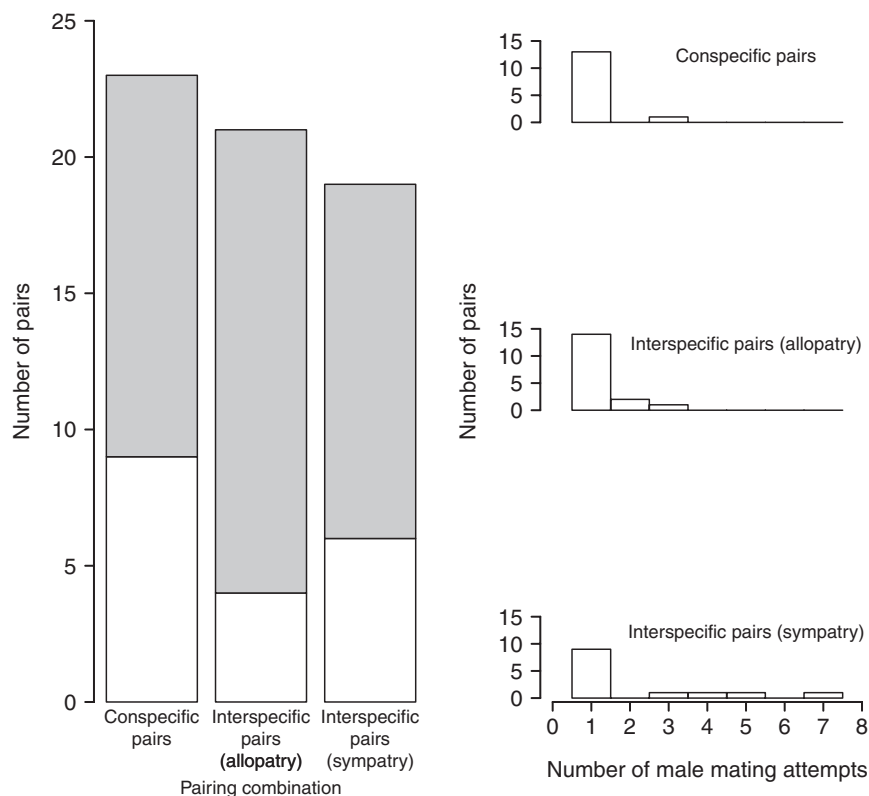 Number of pairs
25
20
15
10
5
0
Conspecific
pairs
Interspecific
pairs
(allopatry)
Interspecific
pairs
(sympatry)
Pairing combination
Number of pairs
15
10
5
0
Conspecific pairs
15
10
5
0
Interspecific pairs (allopatry)
15
10
5
0
Interspecific pairs (sympatry)
0 1 2 3 4 5 6 7 8
Number of male mating attempts